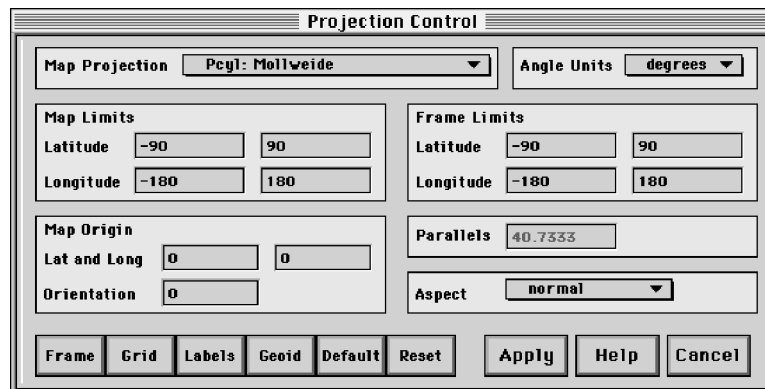 Projection Control
Map Projection Pcyl: Mollweide
Angle Units degrees
Map Limits
Latitude -90 90
Longitude -180 180
Frame Limits
Latitude -90 90
Longitude -180 180
Map Origin
Lat and Long 0 0
Orientation 0
Parallels 40.7333
Aspect normal
Frame Grid Labels Geoid Default Reset Apply Help Cancel